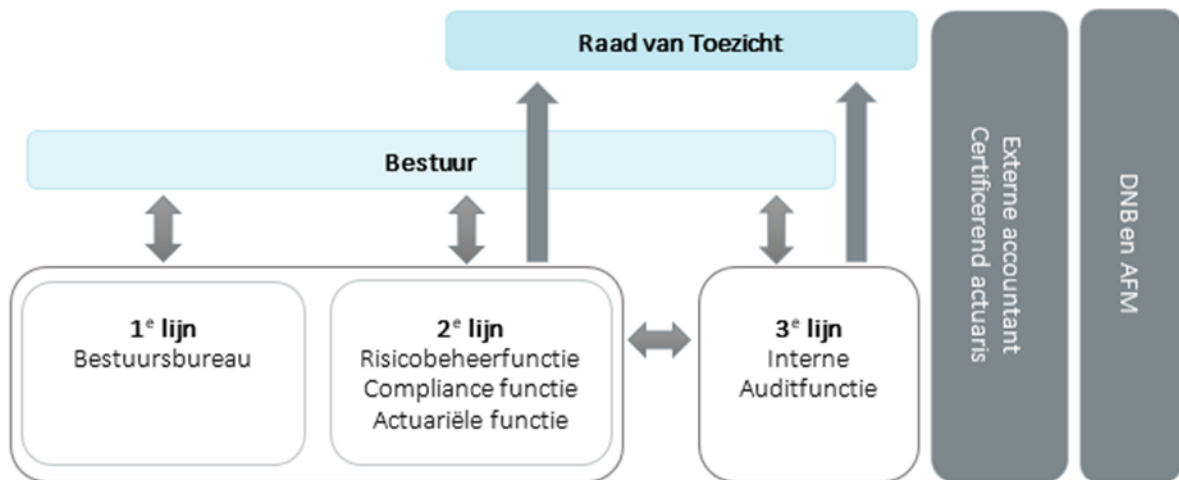 Raad van Toezicht
Bestuur
1e lijn
Bestuursbureau
2e lijn
Risicobeheerfunctie
Compliance functie
Actuariële functie
3e lijn
Interne
Auditfunctie
Externe accountant
Certificerend actuaris
DNB en AFM